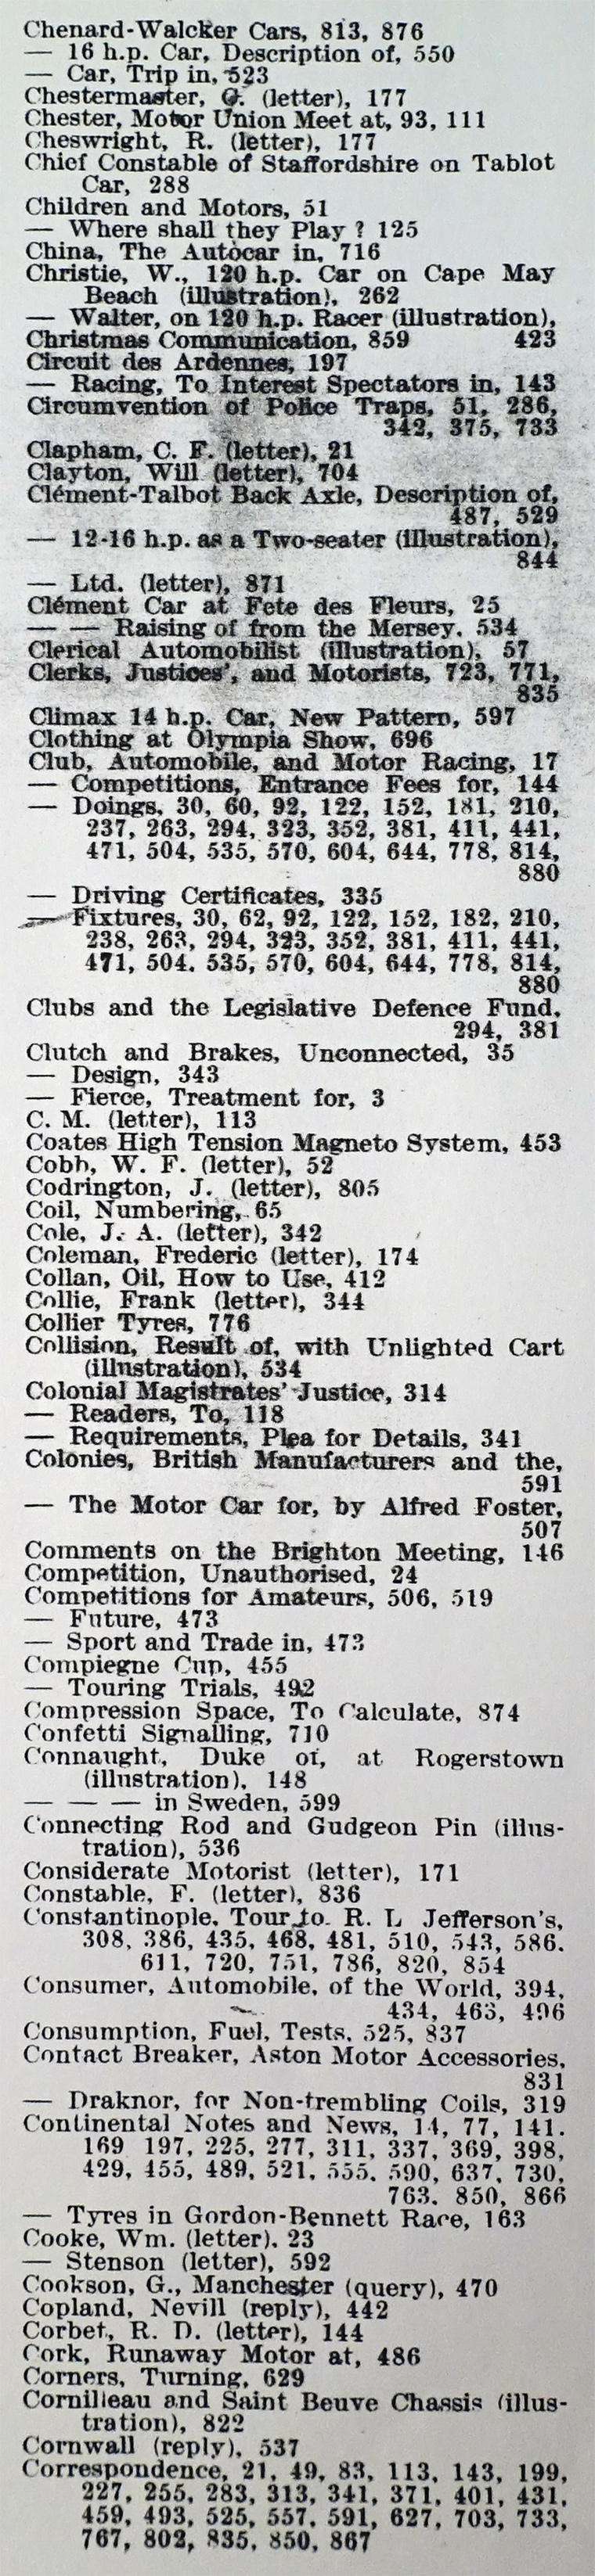 Chenard-Walcker Cars, 813, 876
— 16 h.p. Car, Description of, 550
— Car, Trip in, 523
Chestermaster, G. (letter), 177
Chester, Motor Union Meet at, 93, 111
Cheswright, R. (letter), 177
Chief Constable of Staffordshire on Tablot
Car, 288
Children and Motors, 51
— Where shall they Play ? 125
China, The Autocar in, 716
Christie, W., 120 h.p. Car on Cape May
Beach (illustration), 262
— Walter, on 120 h.p. Racer (illustration),
Christmas Communication, 859 423
Circuit des Ardennes, 197
— Racing, To Interest Spectators in, 143
Circumvention of Police Traps, 51, 286,
342, 375, 733
Clapham, C. F. (letter), 21
Clayton, Will (letter), 704
Clément-Talbot Back Axle, Description of,
487, 529
— 12-16 h.p. as a Two-seater (illustration),
844
— Ltd. (letter), 871
Clément Car at Fete des Fleurs, 25
— — Raising of from the Mersey. 534
Clerical Automobilist (illustration), 57
Clerks, Justices', and Motorists, 723, 771,
835
Climax 14 h.p. Car, New Pattern, 597
Clothing at Olympia Show, 696
Club, Automobile, and Motor Racing, 17
— Competitions, Entrance Fees for, 144
— Doings, 30, 60, 92, 122, 152, 181, 210,
237, 263, 294, 323, 352, 381, 411, 441,
471, 504, 535, 570, 604, 644, 778, 814,
880
— Driving Certificates, 335
— Fixtures, 30, 62, 92, 122, 152, 182, 210,
238, 263, 294, 323, 352, 381, 411, 441,
471, 504. 535, 570, 604, 644, 778, 814,
880
Clubs and the Legislative Defence Fund,
294, 381
Clutch and Brakes, Unconnected, 35
— Design, 343
— Fierce, Treatment for, 3
C. M. (letter), 113
Coates High Tension Magneto System, 453
Cobb, W. F. (letter), 52
Codrington, J. (letter), 805
Coil, Numbering, 65
Cole, J. A. (letter), 342
Coleman, Frederic (letter), 174
Collan, Oil, How to Use, 412
Collie, Frank (letter), 344
Collier Tyres, 776
Collision, Result of, with Unlighted Cart
(illustration), 534
Colonial Magistrates' Justice, 314
— Readers, To, 118
— Requirements, Plea for Details, 341
Colonies, British Manufacturers and the,
591
— The Motor Car for, by Alfred Foster,
507
Comments on the Brighton Meeting, 146
Competition, Unauthorised, 24
Competitions for Amateurs, 506, 519
— Future, 473
— Sport and Trade in, 473
Compiegne Cup, 455
— Touring Trials, 492
Compression Space, To Calculate, 874
Confetti Signalling, 710
Connaught, Duke of, at Rogerstown
(illustration), 148
— — — in Sweden, 599
Connecting Rod and Gudgeon Pin (illus-
tration), 536
Considerate Motorist (letter), 171
Constable, F. (letter), 836
Constantinople. Tour to. R. L Jefferson's,
308, 386, 435, 468, 481, 510, 543, 586.
611, 720, 751, 786, 820, 854
Consumer, Automobile, of the World, 394,
434, 463, 496
Consumption, Fuel, Tests. 525, 837
Contact Breaker, Aston Motor Accessories,
831
— Draknor, for Non-trembling Coils, 319
Continental Notes and News, 14, 77, 141.
169 197, 225, 277, 311, 337, 369, 398,
429, 455, 489, 521, 555. 590, 637, 730,
763. 850, 866
— Tyres in Gordon-Bennett Race, 163
Cooke, Wm. (letter). 23
— Stenson (letter), 592
Cookson, G., Manchester (query), 470
Copland, Nevill (reply), 442
Corbet, R. D. (letter), 144
Cork, Runaway Motor at, 486
Corners, Turning, 629
Cornilleau and Saint Beuve Chassis (illus-
tration), 822
Cornwall (reply), 537
Correspondence, 21, 49, 83, 113, 143, 199,
227, 255, 283, 313, 341, 371, 401, 431,
459, 493, 525, 557, 591, 627, 703, 733,
767, 802, 835, 850, 867